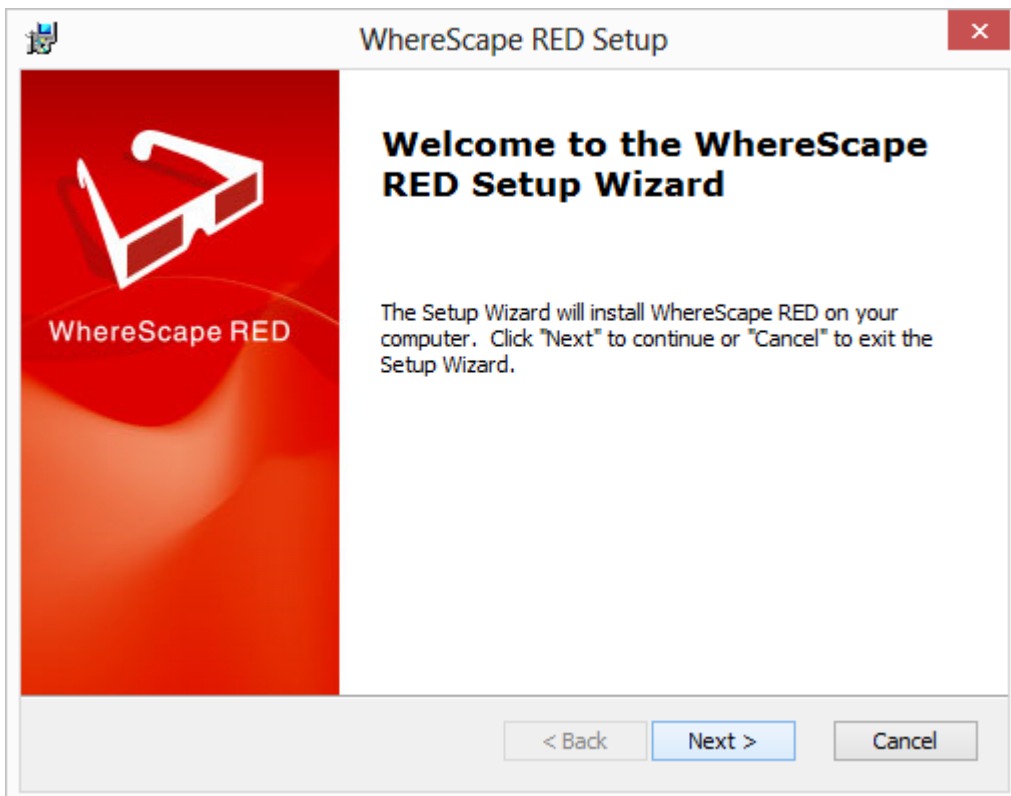 WhereScape RED Setup
Welcome to the WhereScape
RED Setup Wizard
The Setup Wizard will install WhereScape RED on your
computer.  Click "Next" to continue or "Cancel" to exit the
Setup Wizard.
WhereScape RED
< Back
Next >
Cancel